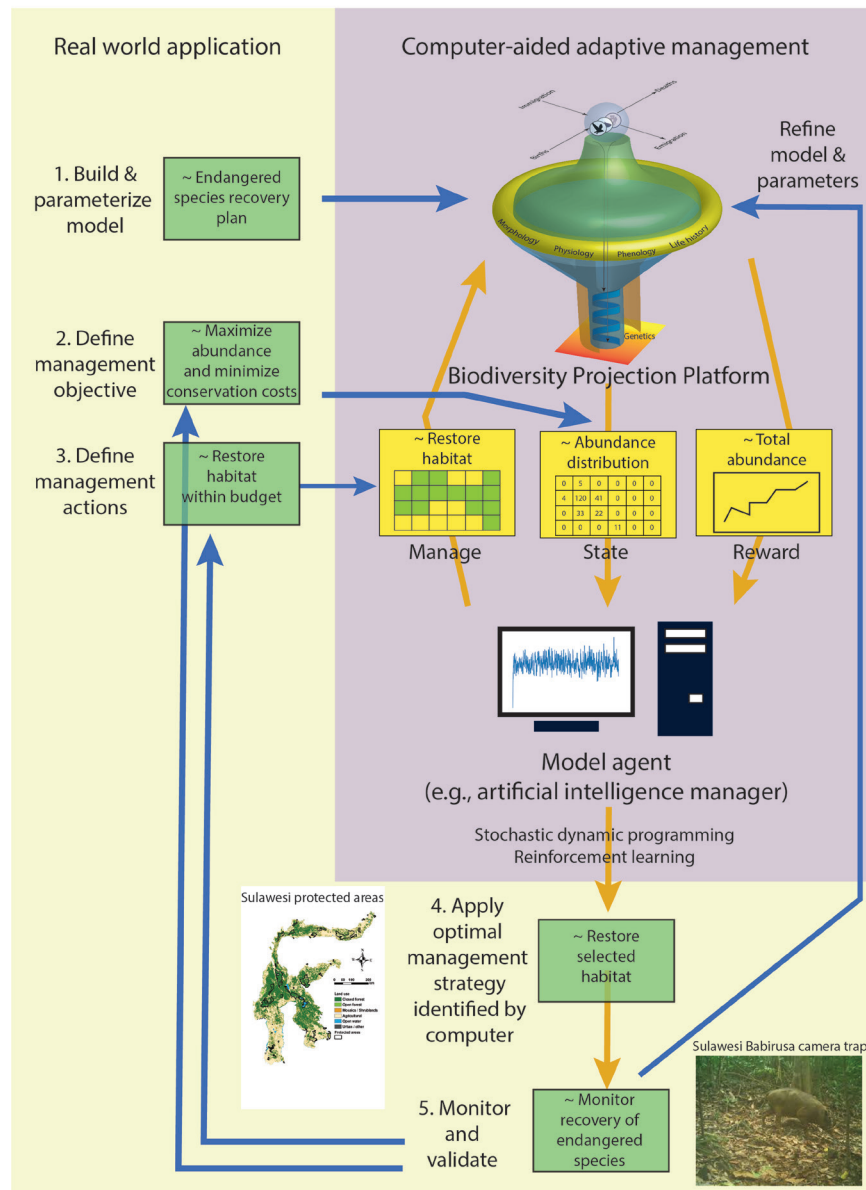 Real world application
Computer-aided adaptive management
Immigration
Deaths
Births
Emigration
Refine
model &
parameters
1. Build &
parameterize
model
~ Endangered
species recovery
plan
Morphology
Physiology
Phenology
Life history
Genetics
Biodiversity Projection Platform
2. Define
management
objective
~ Maximize
abundance
and minimize
conservation costs
3. Define
management
actions
~ Restore
habitat
within budget
~ Restore
habitat
Manage
~ Abundance
distribution
0 5 0 0 0 0
4 120 41 0 0 0
0 33 22 0 0 0
0 0 0 11 0 0
State
~ Total
abundance
Reward
Model agent
(e.g., artificial intelligence manager)
Stochastic dynamic programming
Reinforcement learning
Sulawesi protected areas
Land use
Closed forest
Open forest
Mosaics / Shrublands
Agricultural
Open water
Urban / other
Protected areas
4. Apply
optimal
management
strategy
identified by
computer
~ Restore
selected
habitat
5. Monitor
and
validate
~ Monitor
recovery of
endangered
species
Sulawesi Babirusa camera trap